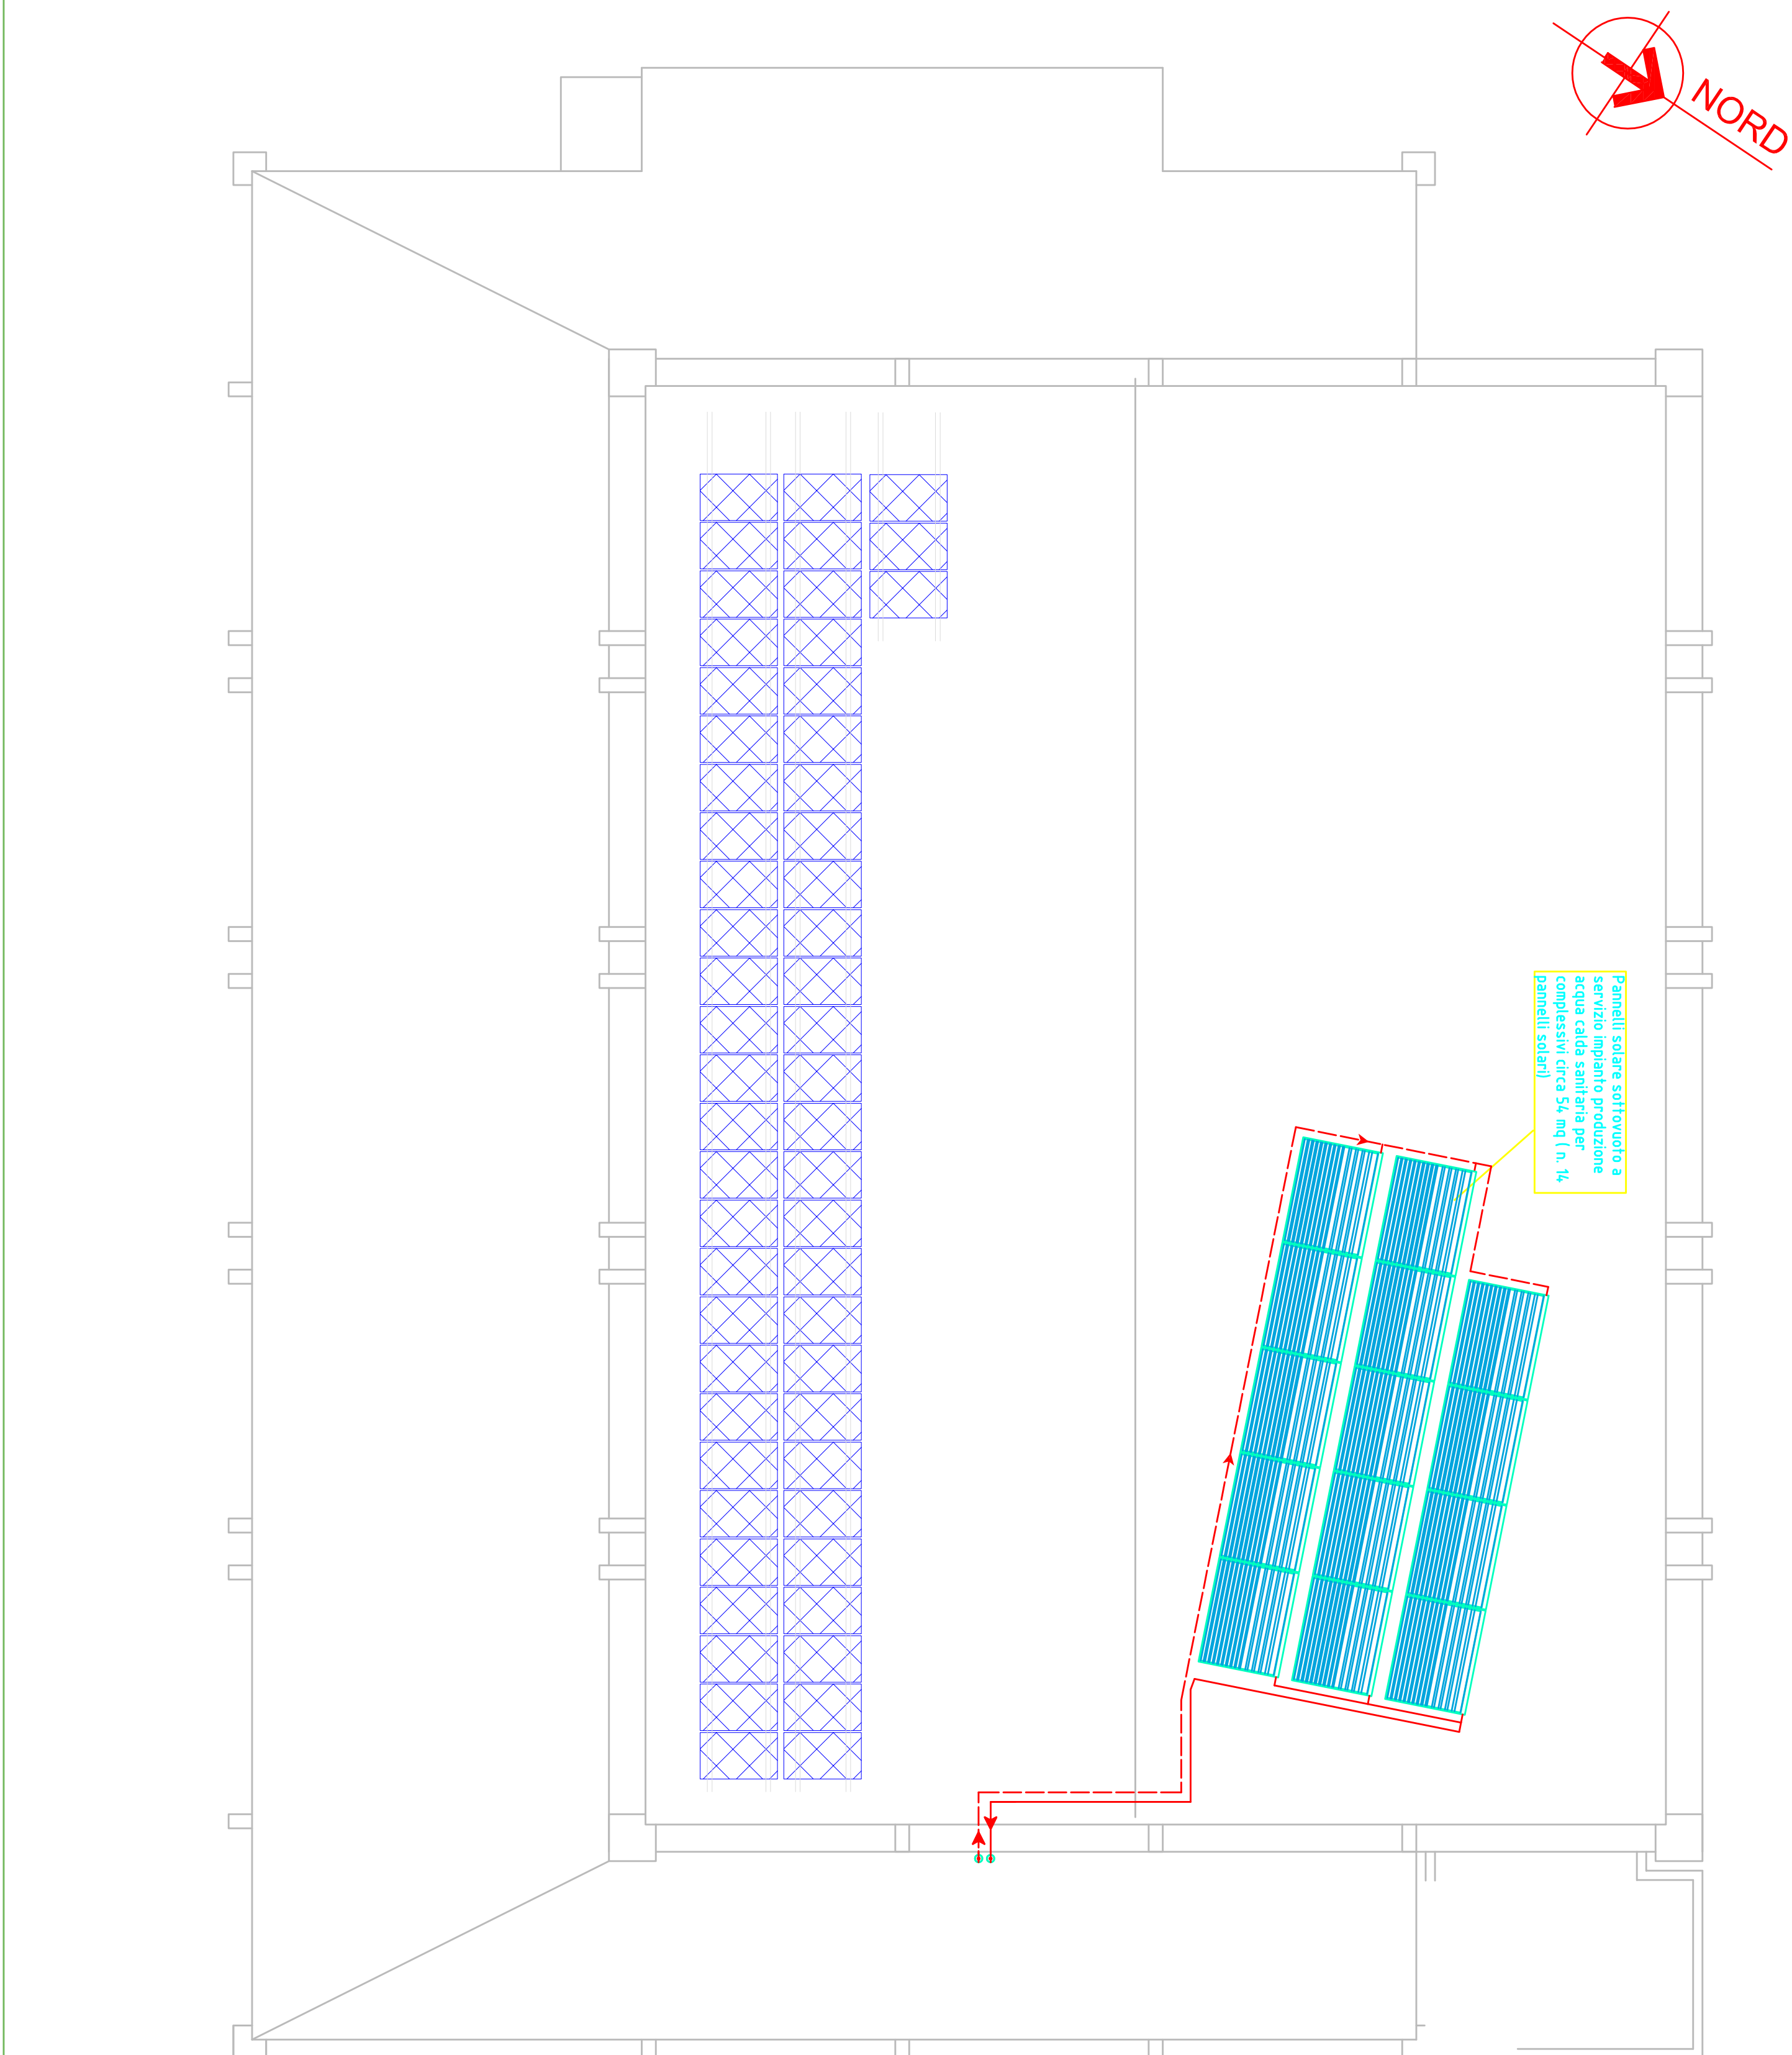 NORD
Pannelli solare sottovuoto a
servizio impianto produzione
acqua calda sanitaria per
complessivi circa 54 mq ( n. 14
pannelli solari)